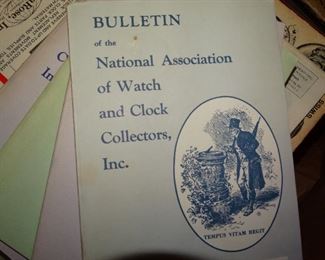 BULLETIN
of the
National Association
of Watch
and Clock
Collectors,
Inc.
TEMPUS VITAM REGIT